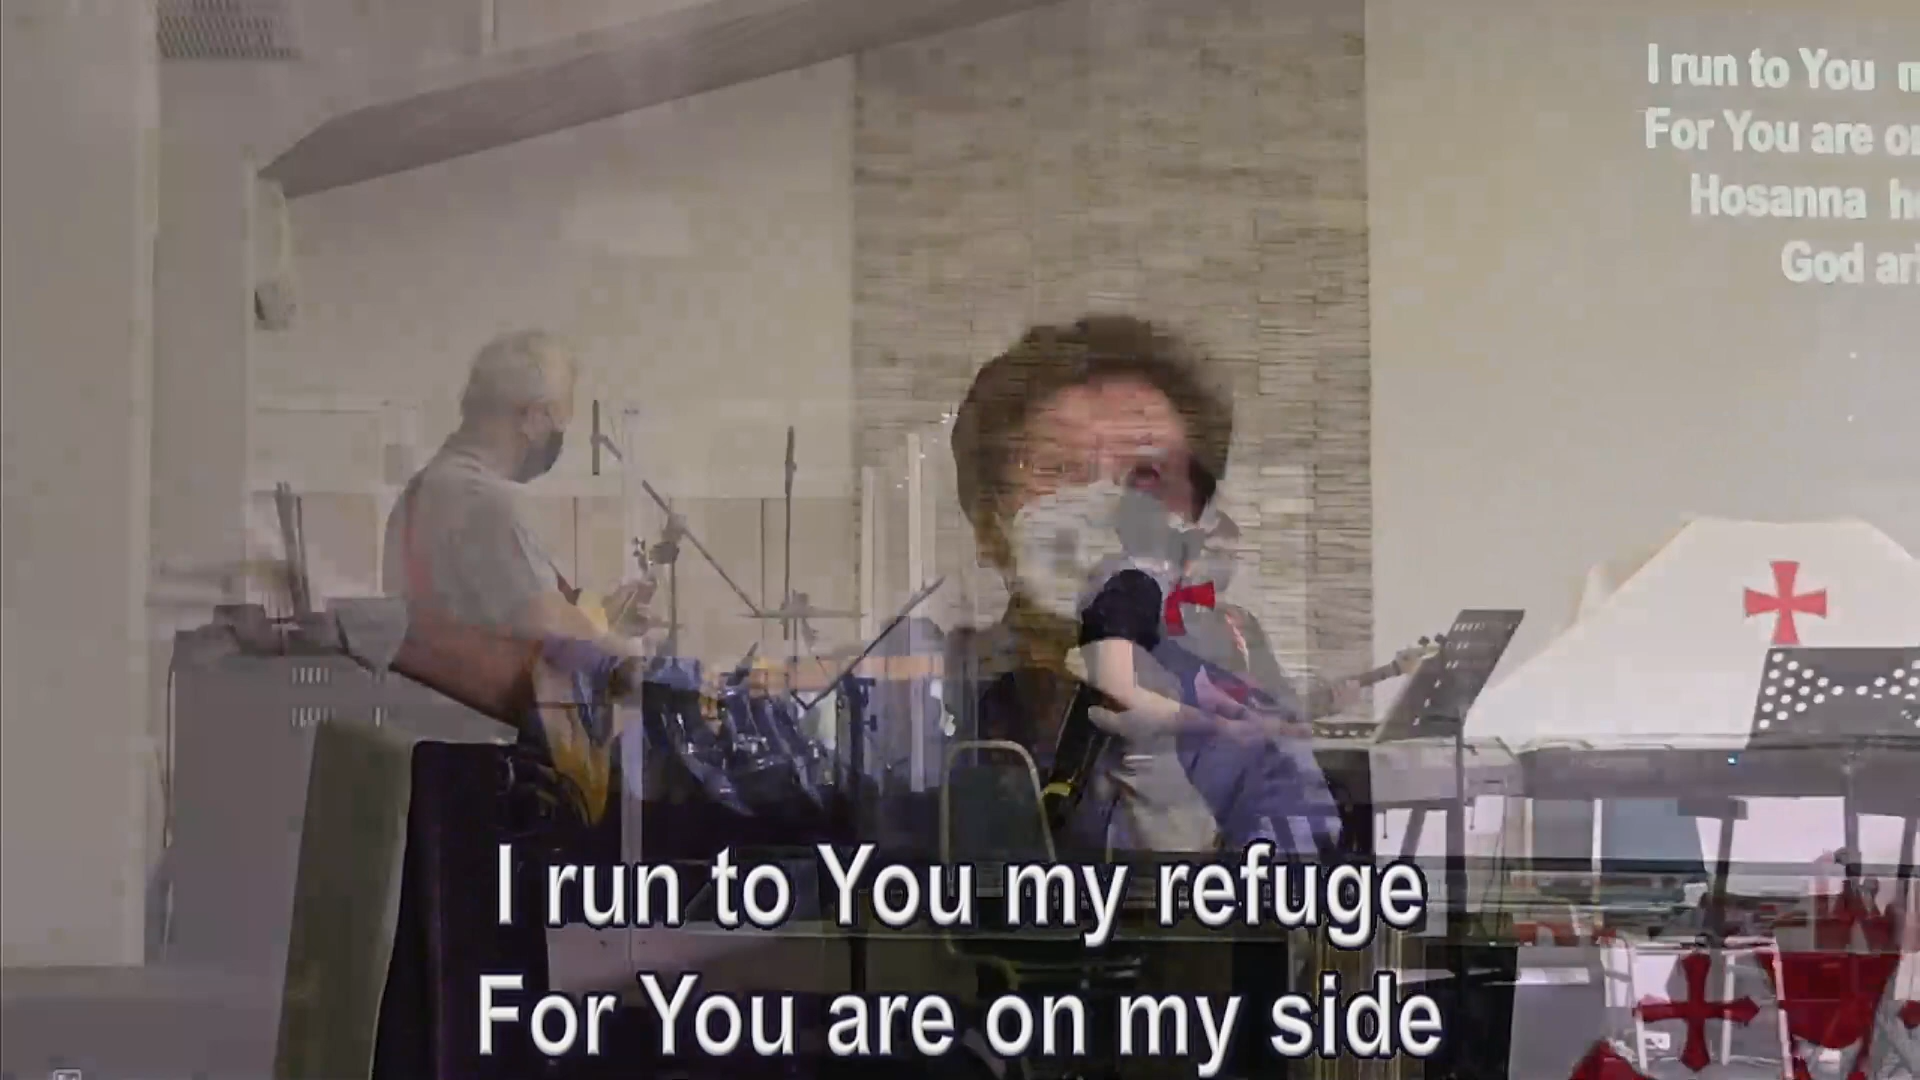 I run to You
For You are
Hosanna
God
I run to You my refuge
For You are on my side